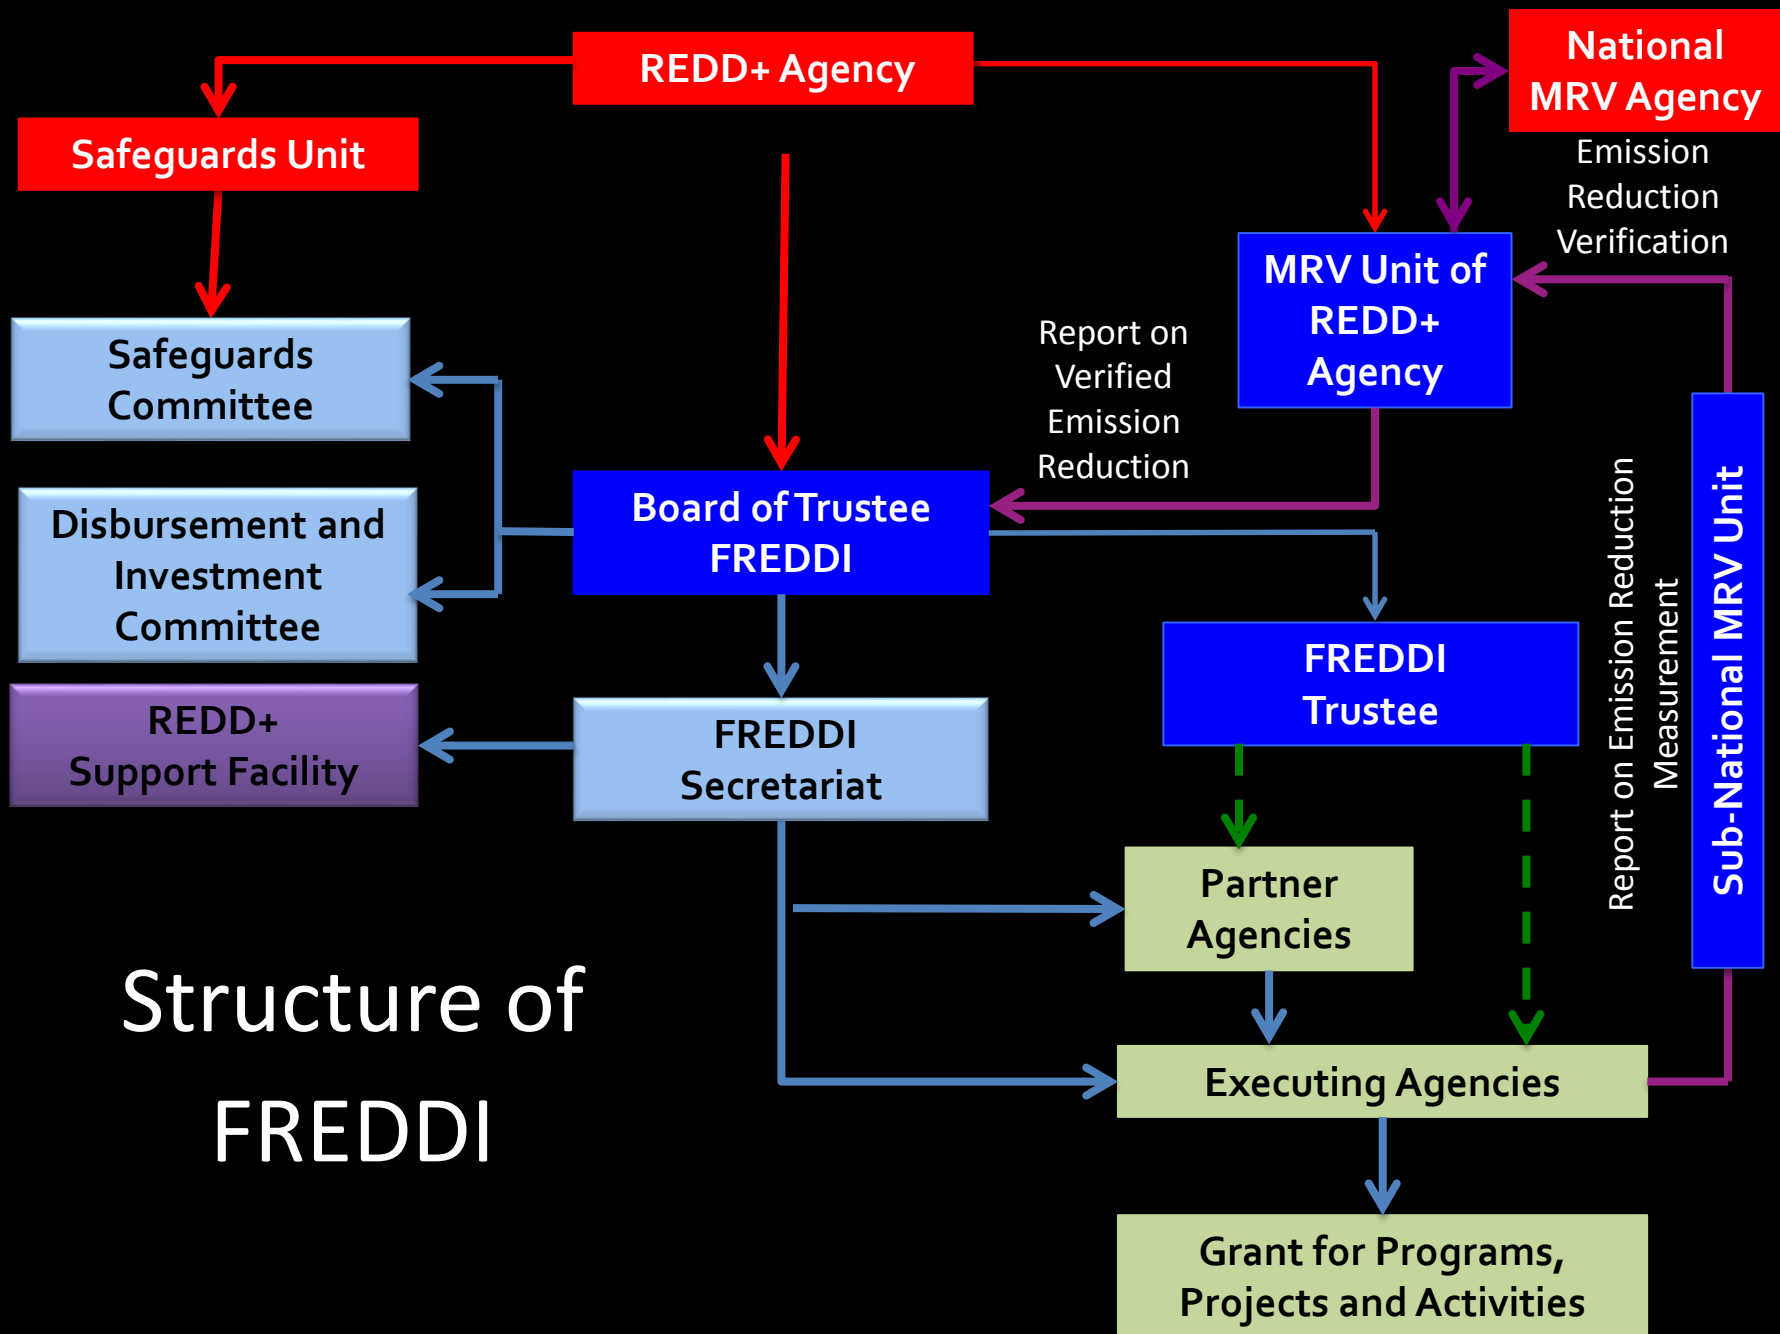 REDD+ Agency
National
MRV Agency
Safeguards Unit
Emission
Reduction
Verification
MRV Unit of
REDD+
Agency
Safeguards
Committee
Report on
Verified
Emission
Reduction
Disbursement and
Investment
Committee
Board of Trustee
FREDDI
Report on Emission Reduction
Measurement
Sub-National MRV Unit
FREDDI
Trustee
REDD+
Support Facility
FREDDI
Secretariat
Partner
Agencies
Structure of
FREDDI
Executing Agencies
Grant for Programs,
Projects and Activities